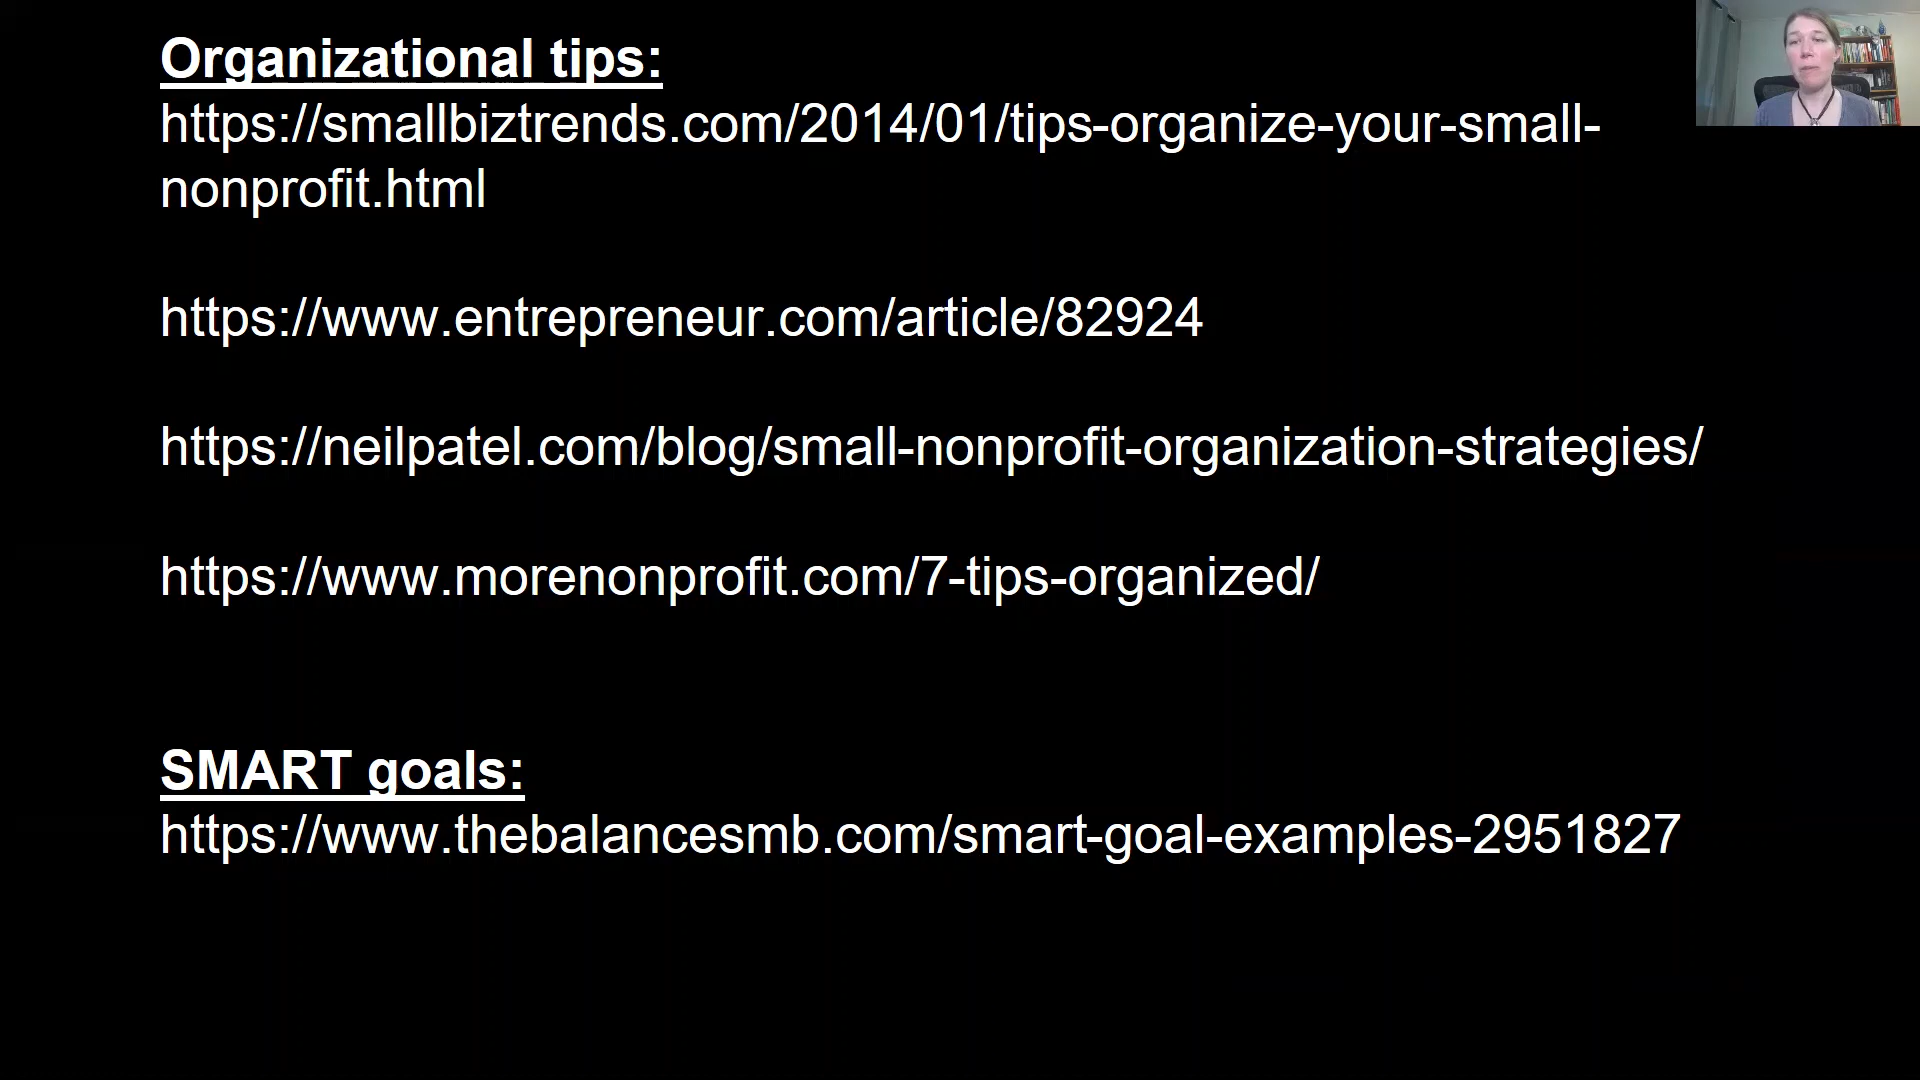 Organizational tips:
https://smallbiztrends.com/2014/01/tips-organize-your-small-
nonprofit.html
https://www.entrepreneur.com/article/82924
https://neilpatel.com/blog/small-nonprofit-organization-strategies/
https://www.morenonprofit.com/7-tips-organized/
SMART goals:
https://www.thebalancesmb.com/smart-goal-examples-2951827